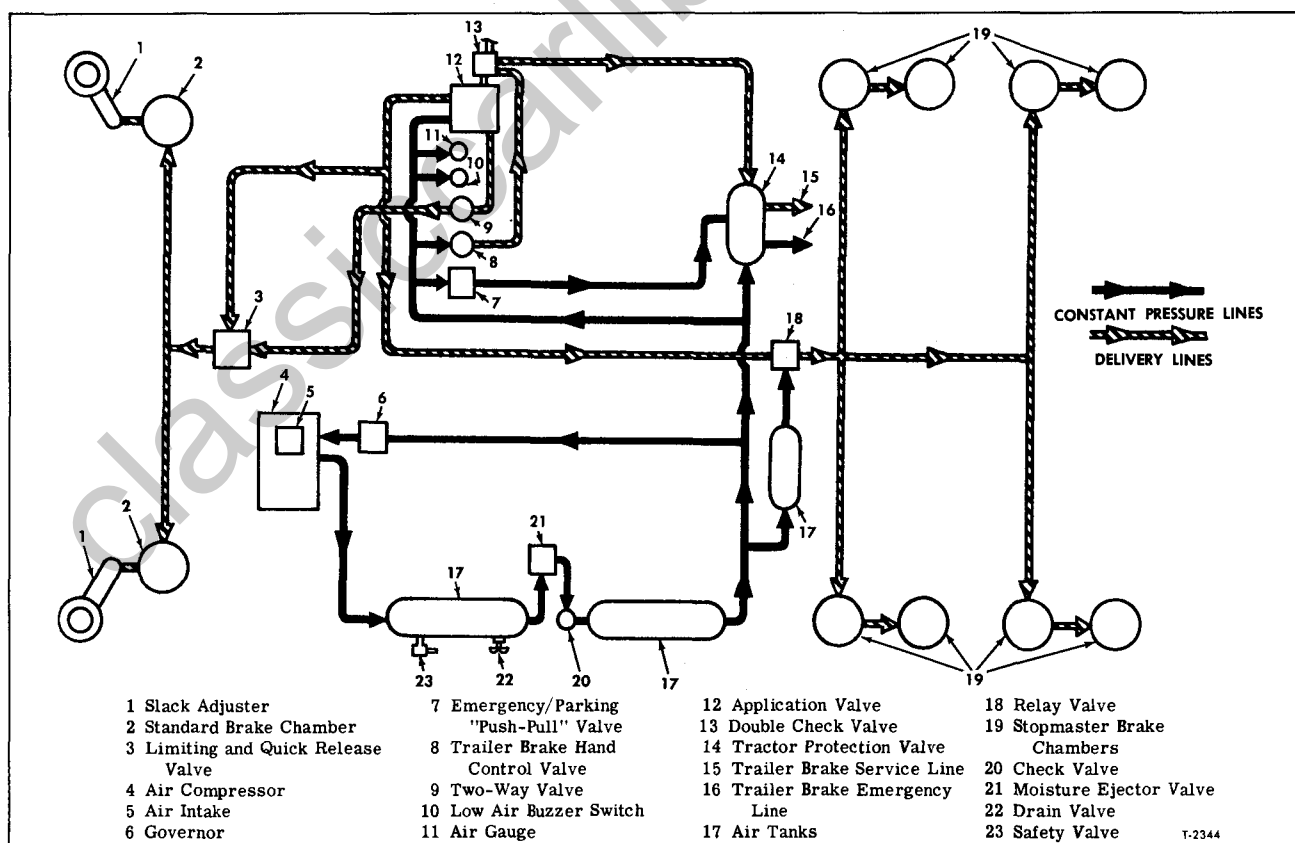 classiccarlib
13
19
1
2
12
11
10
14
15
9
16
8
7
3
18
CONSTANT PRESSURE LINES
DELIVERY LINES
4
5
6
2
21
17
1
17
23
22
20
17
19
1 Slack Adjuster
2 Standard Brake Chamber
3 Limiting and Quick Release
Valve
4 Air Compressor
5 Air Intake
6 Governor
7 Emergency/Parking
"Push-Pull" Valve
8 Trailer Brake Hand
Control Valve
9 Two-Way Valve
10 Low Air Buzzer Switch
11 Air Gauge
12 Application Valve
13 Double Check Valve
14 Tractor Protection Valve
15 Trailer Brake Service Line
16 Trailer Brake Emergency
Line
17 Air Tanks
18 Relay Valve
19 Stopmaster Brake
Chambers
20 Check Valve
21 Moisture Ejector Valve
22 Drain Valve
23 Safety Valve
T-2344